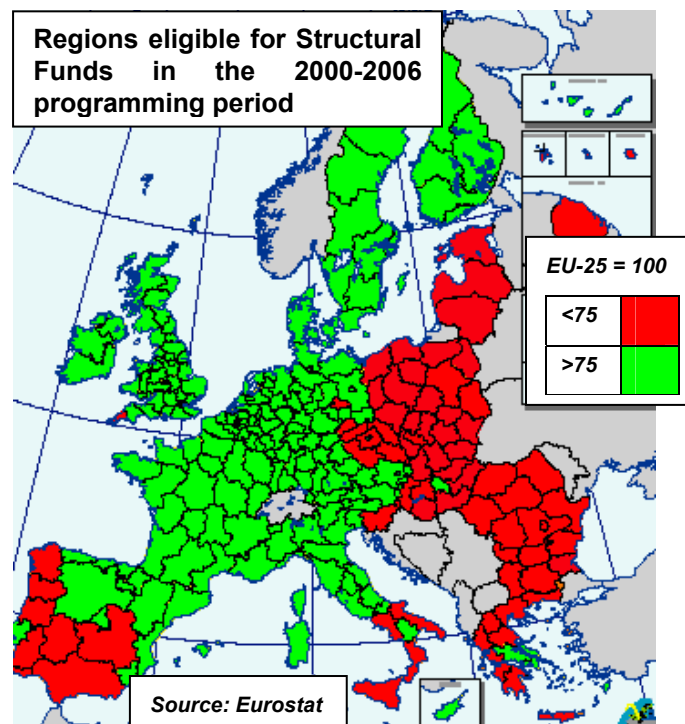 Regions eligible for Structural
Funds in the 2000-2006
programming period
EU-25 = 100
<75
>75
Source: Eurostat